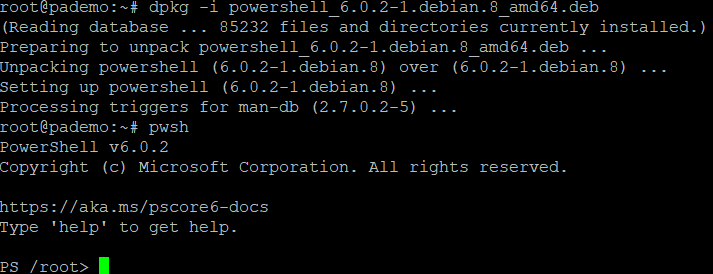 root@pademo:~# dpkg -i powershell_6.0.2-1.debian.8_amd64.deb
(Reading database ... 85232 files and directories currently installed.)
Preparing to unpack powershell_6.0.2-1.debian.8_amd64.deb ...
Unpacking powershell (6.0.2-1.debian.8) over (6.0.2-1.debian.8) ...
Setting up powershell (6.0.2-1.debian.8) ...
Processing triggers for man-db (2.7.0.2-5) ...
root@pademo:~# pwsh
PowerShell v6.0.2
Copyright (c) Microsoft Corporation. All rights reserved.
https://aka.ms/pscore6-docs
Type 'help' to get help.
PS /root>